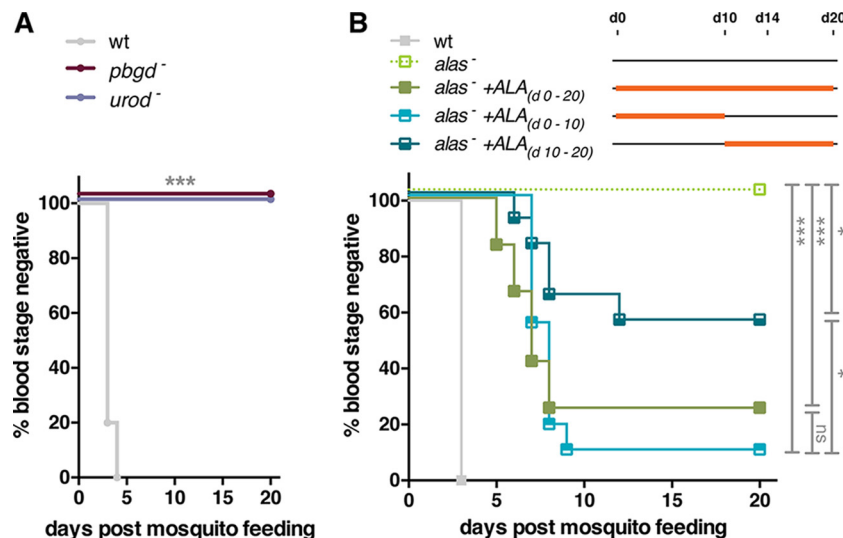 A
wt
pbgd -
urod -
***
% blood stage negative
100
80
60
40
20
0
0 5 10 15 20
days post mosquito feeding
B
wt
alas -
alas - +ALA (d 0 - 20)
alas - +ALA (d 0 - 10)
alas - +ALA (d 10 - 20)
d0 d10 d14 d20
% blood stage negative
100
80
60
40
20
0
0 5 10 15 20
days post mosquito feeding
***
***
*
*
ns